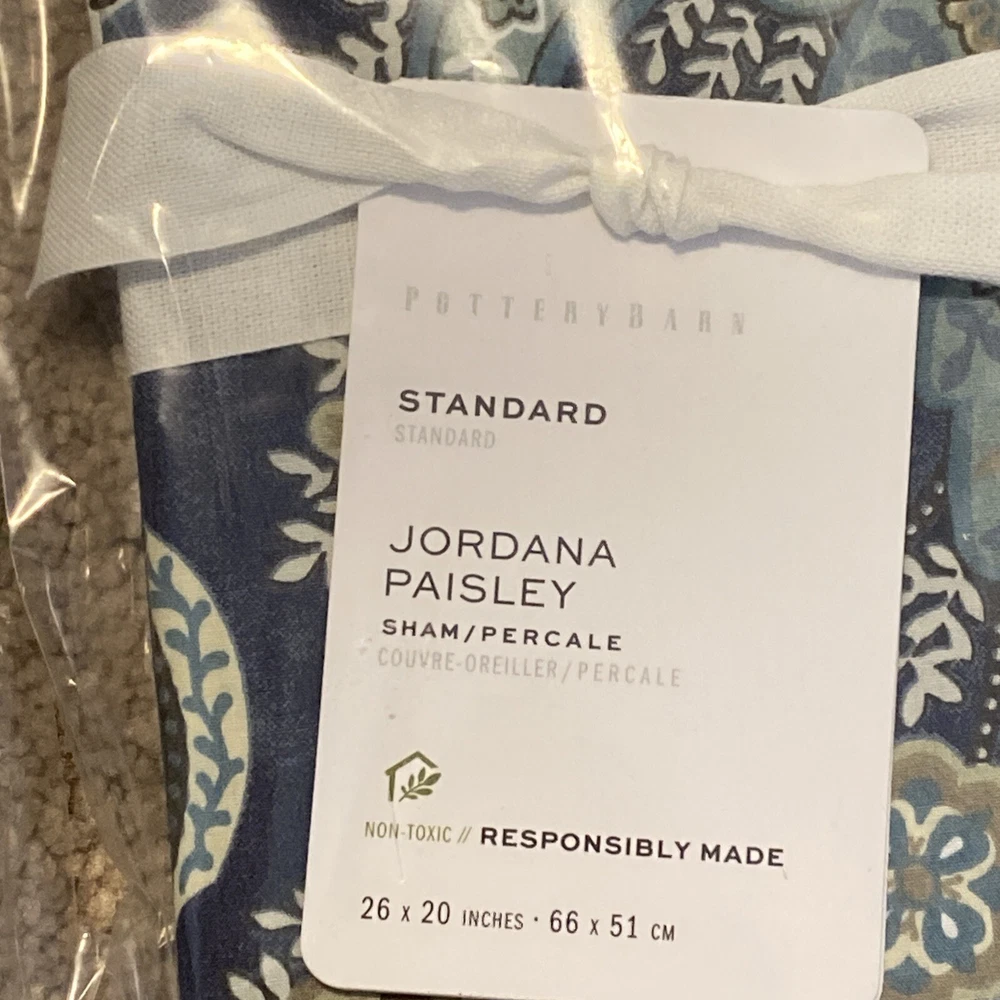 POTTERYBARN
STANDARD
STANDARD
JORDANA
PAISLEY
SHAM/PERCALE
COUVRE-OREILLER/PERCALE
NON-TOXIC // RESPONSIBLY MADE
26 x 20 INCHES · 66 x 51 CM